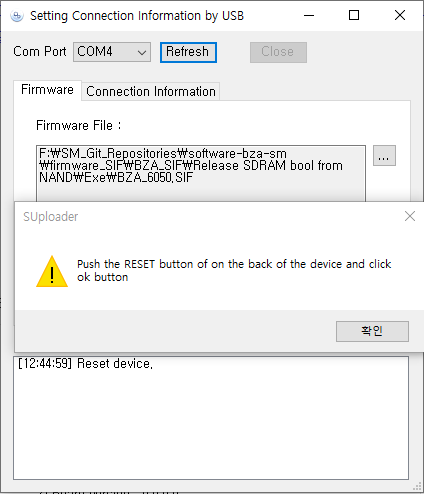 Setting Connection Information by USB
Com Port COM4 Refresh Close
Firmware Connection Information
Firmware File :
F:₩SM_Git_Repositories₩software-bza-sm
₩firmware_SIF₩BZA_SIF₩Release SDRAM bool from
NAND₩Exe₩BZA_6050.SIF
...
SUploader
Push the RESET button of on the back of the device and click
ok button
확인
[12:44:59] Reset device.